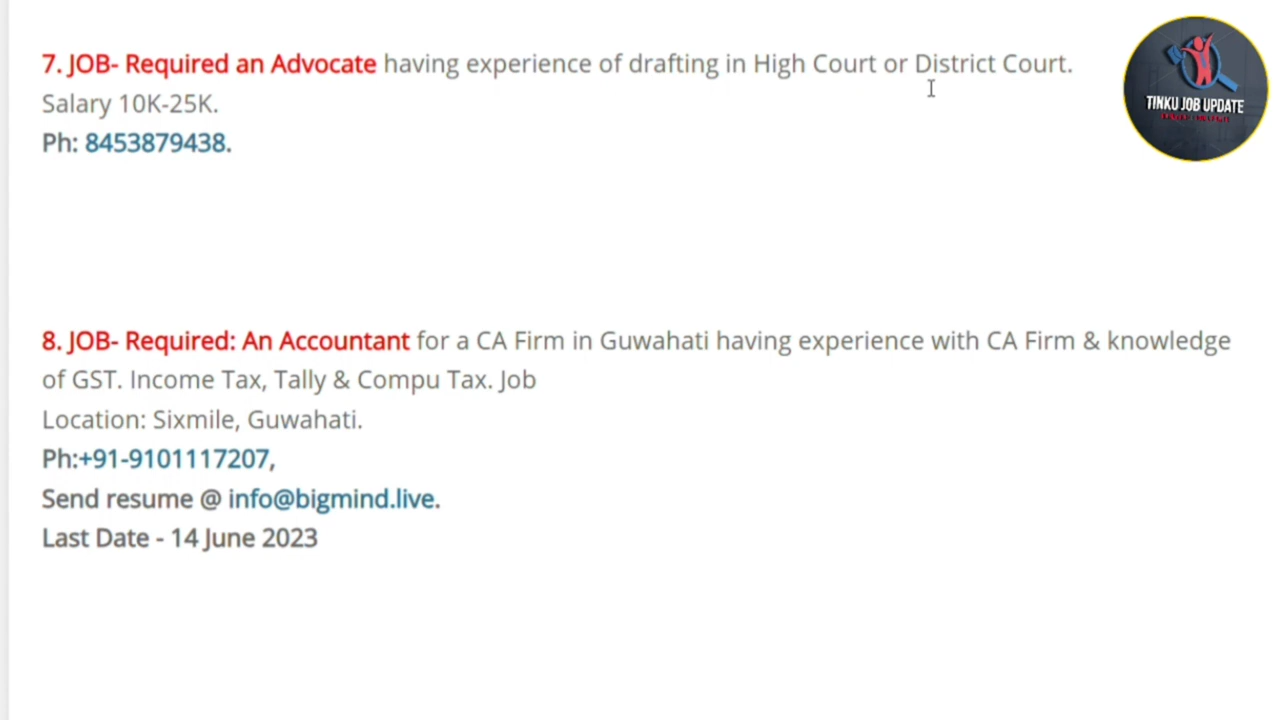 7. JOB- Required an Advocate having experience of drafting in High Court or District Court.
Salary 10K-25K.
Ph: 8453879438.
TINKU JOB UPDATE
8. JOB- Required: An Accountant for a CA Firm in Guwahati having experience with CA Firm & knowledge
of GST. Income Tax, Tally & Compu Tax. Job
Location: Sixmile, Guwahati.
Ph:+91-9101117207,
Send resume @ info@bigmind.live.
Last Date - 14 June 2023